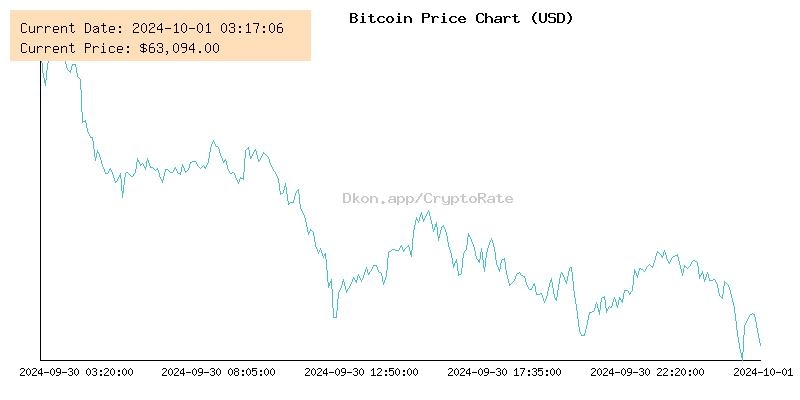 Bitcoin Price Chart (USD)
Current Date: 2024-10-01 03:17:06
Current Price: $63,094.00
Dkon.app/CryptoRate
2024-09-30 03:20:00 2024-09-30 08:05:00 2024-09-30 12:50:00 2024-09-30 17:35:00 2024-09-30 22:20:00 2024-10-01